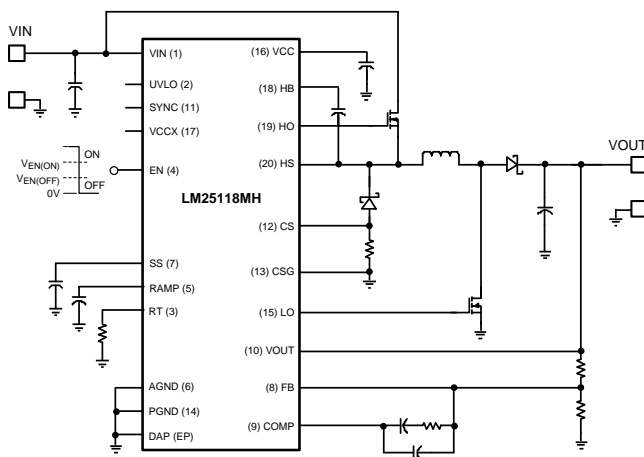 VIN
VIN (1)
UVLO (2)
SYNC (11)
VCCX (17)
EN (4)
ON
VEN(ON)
VEN(OFF)
OFF
0V
SS (7)
RAMP (5)
RT (3)
AGND (6)
PGND (14)
DAP (EP)
LM25118MH
(16) VCC
(18) HB
(19) HO
(20) HS
(12) CS
(13) CSG
(15) LO
(10) VOUT
(8) FB
(9) COMP
VOUT